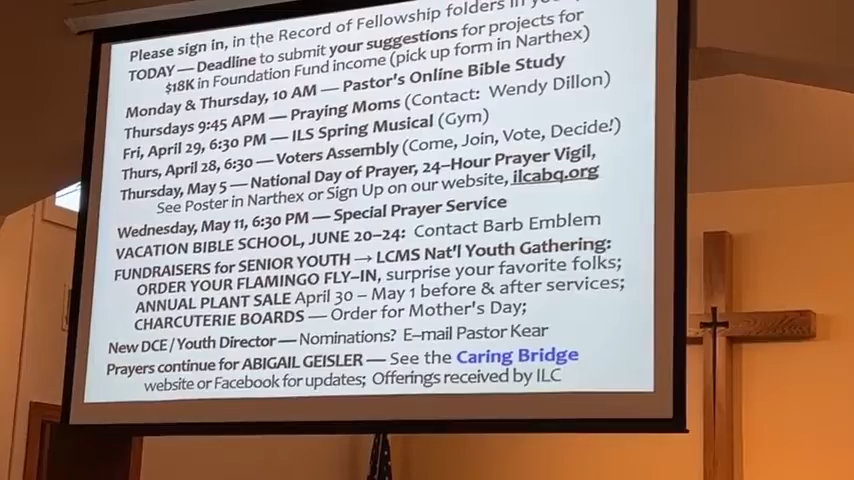 Please sign in, in the Record of Fellowship folders in
TODAY — Deadline to submit your suggestions for projects for
$18K in Foundation Fund income (pick up form in Narthex)
Monday & Thursday, 10 AM — Pastor's Online Bible Study
Thursdays 9:45 APM — Praying Moms (Contact: Wendy Dillon)
Fri, April 29, 6:30 PM — ILS Spring Musical (Gym)
Thurs, April 28, 6:30 — Voters Assembly (Come, Join, Vote, Decide!)
Thursday, May 5 — National Day of Prayer, 24–Hour Prayer Vigil,
See Poster in Narthex or Sign Up on our website, ilcabq.org
Wednesday, May 11, 6:30 PM — Special Prayer Service
VACATION BIBLE SCHOOL, JUNE 20–24: Contact Barb Emblem
FUNDRAISERS for SENIOR YOUTH → LCMS Nat'l Youth Gathering:
ORDER YOUR FLAMINGO FLY–IN, surprise your favorite folks;
ANNUAL PLANT SALE April 30 – May 1 before & after services;
CHARCUTERIE BOARDS — Order for Mother's Day;
New DCE / Youth Director — Nominations? E–mail Pastor Kear
Prayers continue for ABIGAIL GEISLER — See the Caring Bridge
website or Facebook for updates; Offerings received by ILC